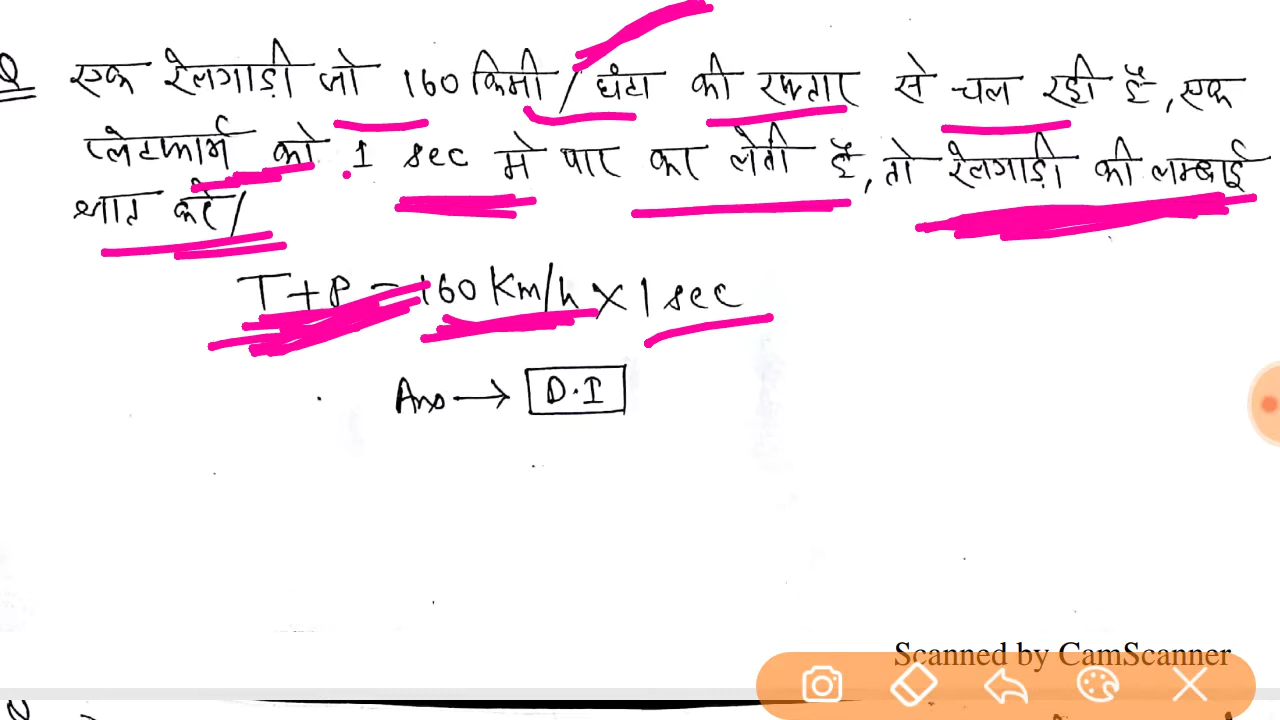 Q एक रेलगाड़ी जो 160 किमी / घंटा की रफ्तार से चल रही है, एक
प्लेटफार्म को 1 sec मे पार कर लेती है, तो रेलगाड़ी की लम्बाई
ज्ञात करे/
T+P = 160 Km/h × 1 sec
Ans → D.I
Scanned by CamScanner